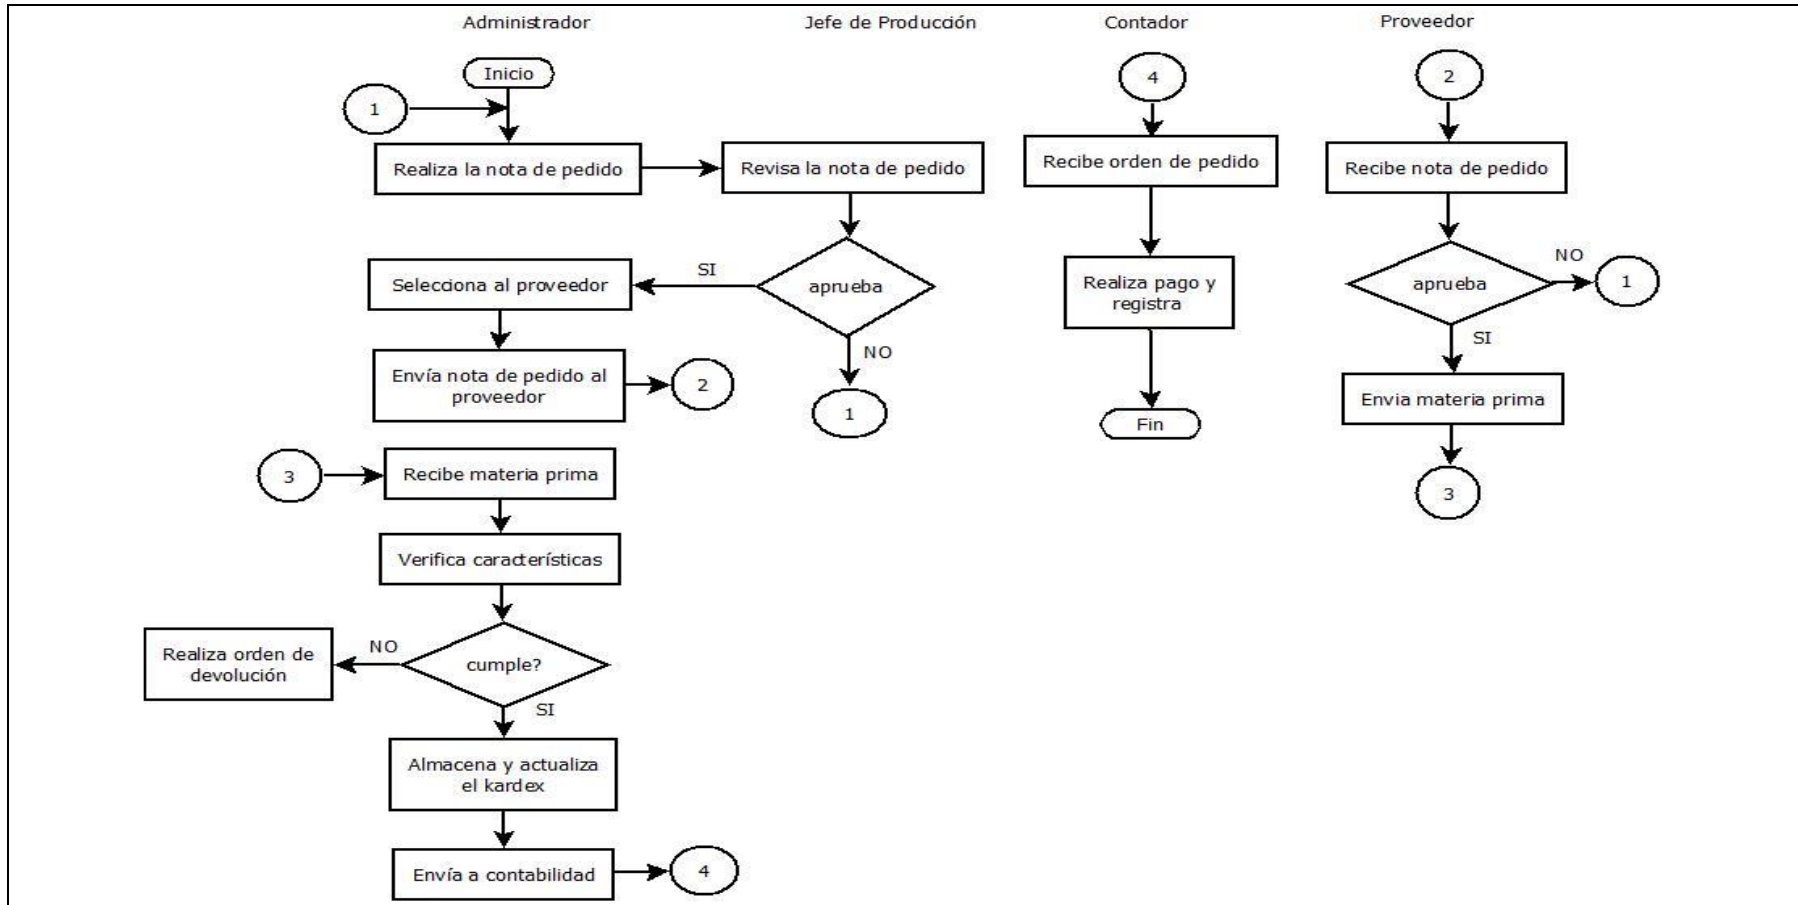 Administrador
Jefe de Producción
Contador
Proveedor
Inicio
1
4
2
Realiza la nota de pedido
Revisa la nota de pedido
Recibe orden de pedido
Recibe nota de pedido
Selecciona al proveedor
SI
aprueba
NO
1
Envía nota de pedido al
proveedor
2
Realiza pago y
registra
Fin
aprueba
NO
1
SI
Envia materia prima
3
3
Recibe materia prima
Verifica características
cumple?
NO
Realiza orden de
devolución
SI
Almacena y actualiza
el kardex
Envía a contabilidad
4